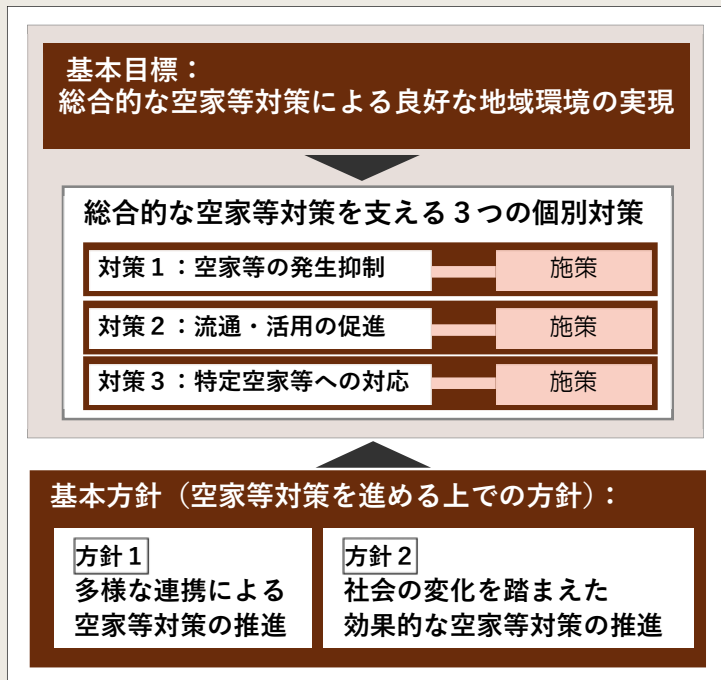 基本目標：
総合的な空家等対策による良好な地域環境の実現
総合的な空家等対策を支える３つの個別対策
対策１：空家等の発生抑制 施策
対策２：流通・活用の促進 施策
対策３：特定空家等への対応 施策
基本方針（空家等対策を進める上での方針）：
方針１
多様な連携による
空家等対策の推進
方針２
社会の変化を踏まえた
効果的な空家等対策の推進